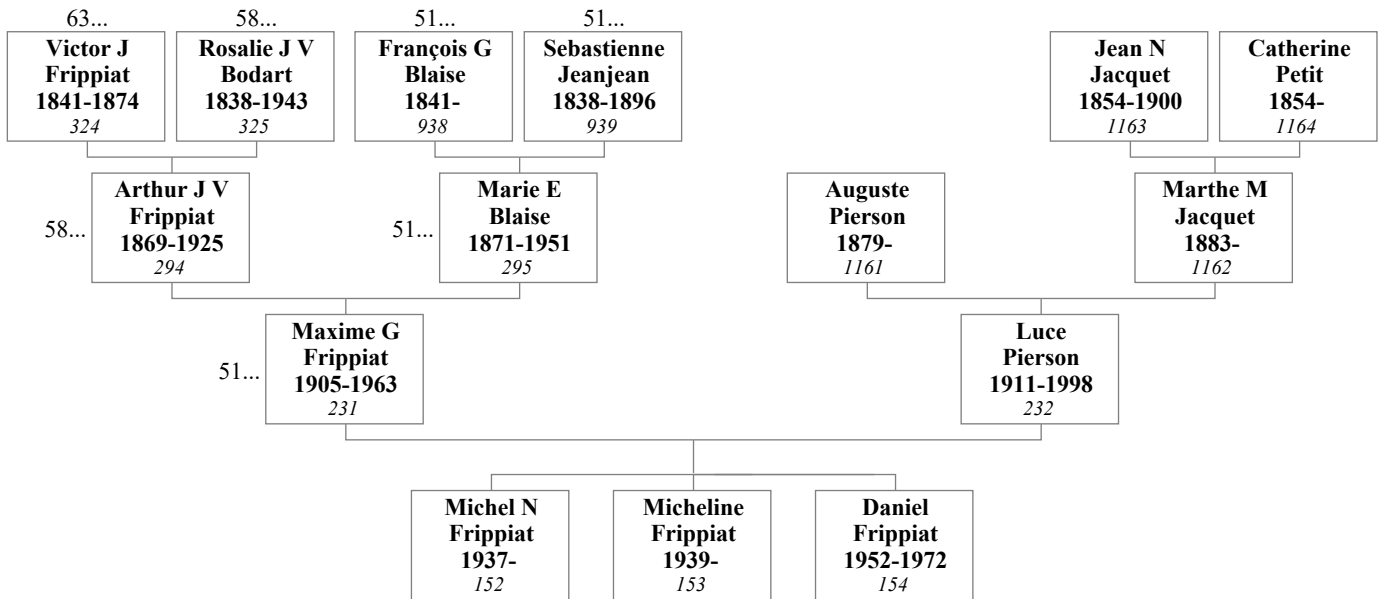 63...
58...
51...
51...
Victor J
Frippiat
1841-1874
324
Rosalie J V
Bodart
1838-1943
325
François G
Blaise
1841-
938
Sebastienne
Jeanjean
1838-1896
939
Jean N
Jacquet
1854-1900
1163
Catherine
Petit
1854-
1164
58...
Arthur J V
Frippiat
1869-1925
294
51...
Marie E
Blaise
1871-1951
295
Auguste
Pierson
1879-
1161
Marthe M
Jacquet
1883-
1162
51...
Maxime G
Frippiat
1905-1963
231
Luce
Pierson
1911-1998
232
Michel N
Frippiat
1937-
152
Micheline
Frippiat
1939-
153
Daniel
Frippiat
1952-1972
154